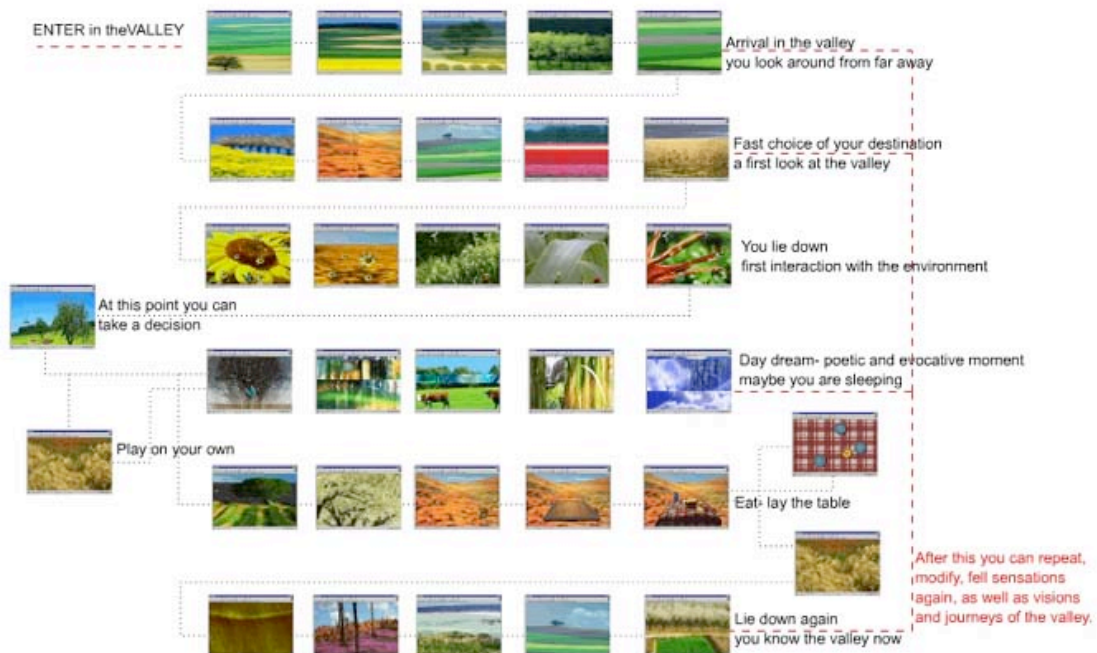 ENTER in theVALLEY
Arrival in the valley
you look around from far away
Fast choice of your destination
a first look at the valley
You lie down
first interaction with the environment
At this point you can
take a decision
Day dream- poetic and evocative moment
maybe you are sleeping
Play on your own
Eat- lay the table
After this you can repeat,
modify, fell sensations
again, as well as visions
and journeys of the valley.
Lie down again
you know the valley now